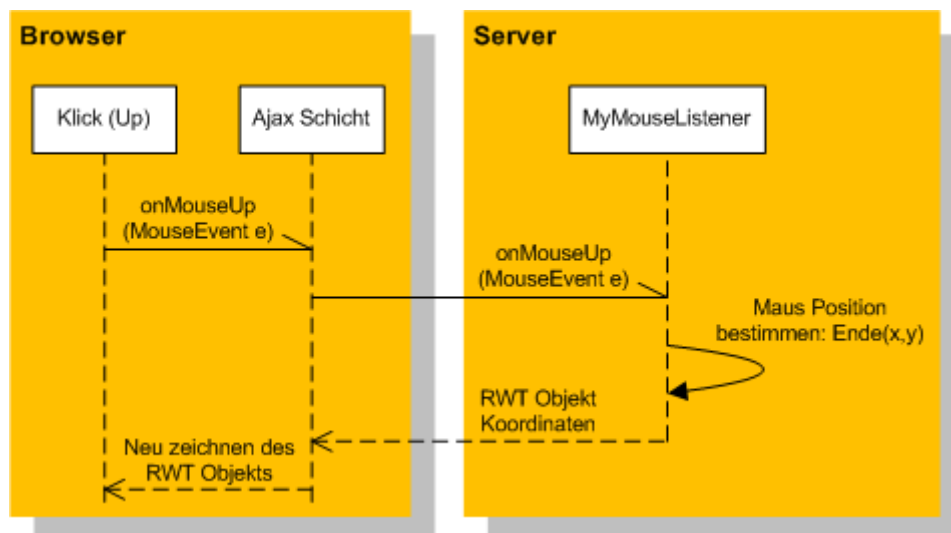 Browser
Server
Klick (Up)
Ajax Schicht
MyMouseListener
onMouseUp
(MouseEvent e)
onMouseUp
(MouseEvent e)
Maus Position
bestimmen: Ende(x,y)
RWT Objekt
Koordinaten
Neu zeichnen des
RWT Objekts